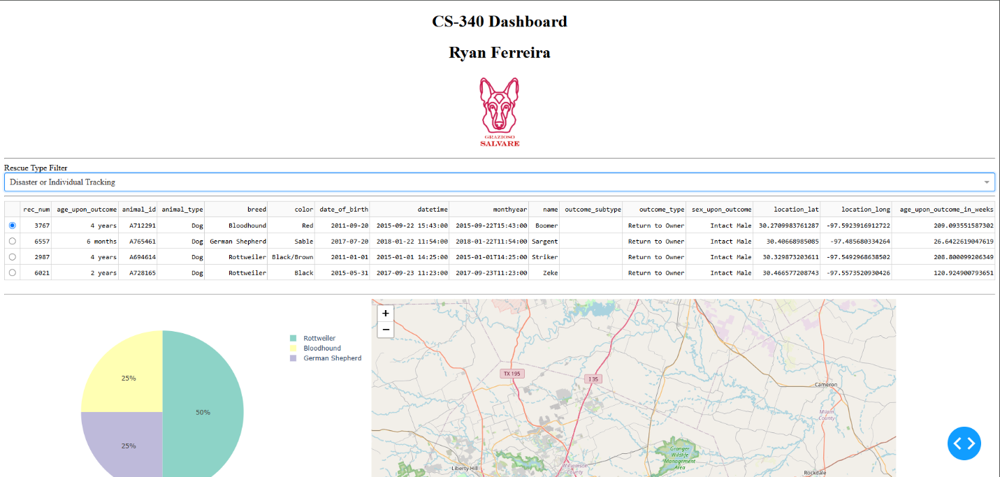 CS-340 Dashboard
Ryan Ferreira
GRAZIOSO
SALVARE
Rescue Type Filter
Disaster or Individual Tracking
rec_num age_upon_outcome animal_id animal_type breed color date_of_birth datetime monthyear name outcome_subtype outcome_type sex_upon_outcome location_lat location_long age_upon_outcome_in_weeks
3767 4 years A712291 Dog Bloodhound Red 2011-09-20 2015-09-22 15:43:00 2015-09-22T15:43:00 Boomer Return to Owner Intact Male 30.2709983761287 -97.5923916912722 209.093551587302
6557 6 months A765461 Dog German Shepherd Sable 2017-07-20 2018-01-22 11:54:00 2018-01-22T11:54:00 Sargent Return to Owner Intact Male 30.40668985085 -97.485680334264 26.6422619047619
2987 4 years A694614 Dog Rottweiler Black/Brown 2011-01-01 2015-01-01 14:25:00 2015-01-01T14:25:00 Striker Return to Owner Intact Male 30.329873203611 -97.5492968638502 208.800099206349
6021 2 years A728165 Dog Rottweiler Black 2015-05-31 2017-09-23 11:23:00 2017-09-23T11:23:00 Zeke Return to Owner Intact Male 30.466577208743 -97.5573520930426 120.924900793651
Rottweiler
Bloodhound
German Shepherd
25%
50%
25%
+
−
TX 195
I 35
Cameron
Milam
County
Granger
Wildlife
Management
Area
Liberty Hill
Williamson
County
Rockdale